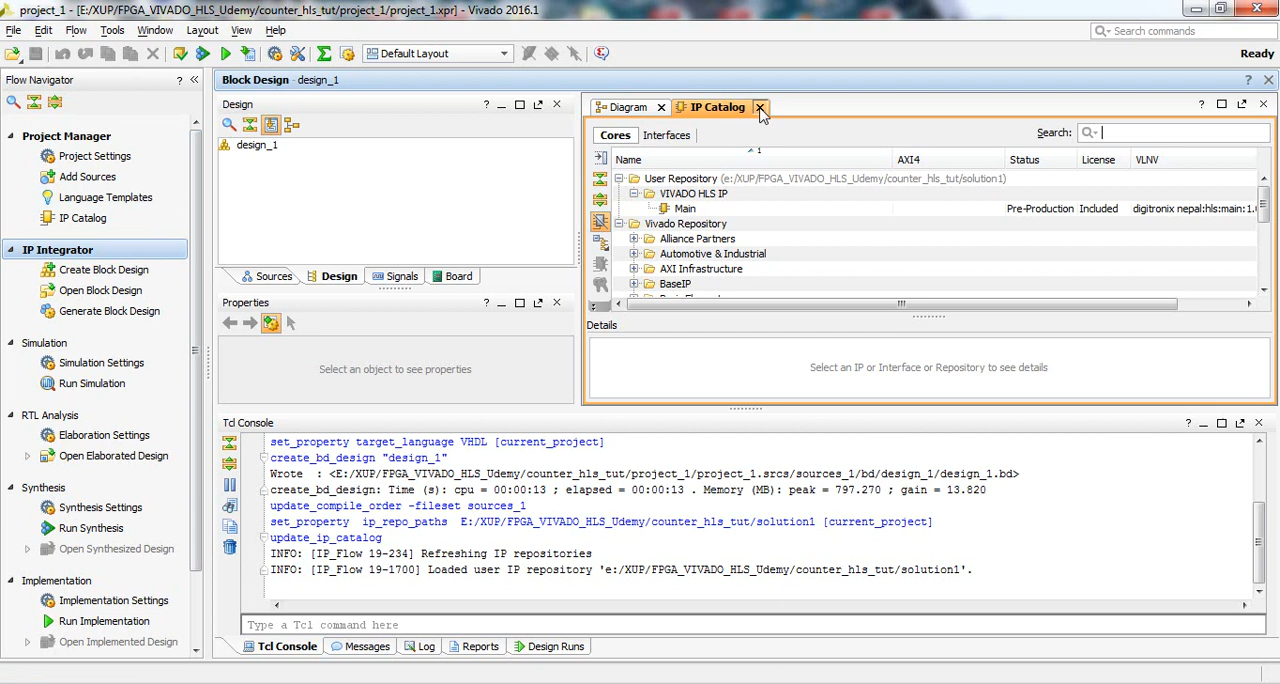 project_1 - [E:/XUP/FPGA_VIVADO_HLS_Udemy/counter_hls_tut/project_1/project_1.xpr] - Vivado 2016.1
File Edit Flow Tools Window Layout View Help
Search commands
Default Layout
Ready
Flow Navigator
Project Manager
Project Settings
Add Sources
Language Templates
IP Catalog
IP Integrator
Create Block Design
Open Block Design
Generate Block Design
Simulation
Simulation Settings
Run Simulation
RTL Analysis
Elaboration Settings
Open Elaborated Design
Synthesis
Synthesis Settings
Run Synthesis
Open Synthesized Design
Implementation
Implementation Settings
Run Implementation
Open Implemented Design
Block Design - design_1
Design
design_1
Sources Design Signals Board
Properties
Select an object to see properties
Diagram IP Catalog
Cores Interfaces
Search:
Name AXI4 Status License VLNV
User Repository (e:/XUP/FPGA_VIVADO_HLS_Udemy/counter_hls_tut/solution1)
VIVADO HLS IP
Main Pre-Production Included digitronix nepal:hls:main:1.
Vivado Repository
Alliance Partners
Automotive & Industrial
AXI Infrastructure
BaseIP
Details
Select an IP or Interface or Repository to see details
Tcl Console
set_property target_language VHDL [current_project]
create_bd_design "design_1"
Wrote : <E:/XUP/FPGA_VIVADO_HLS_Udemy/counter_hls_tut/project_1/project_1.srcs/sources_1/bd/design_1/design_1.bd>
create_bd_design: Time (s): cpu = 00:00:13 ; elapsed = 00:00:13 . Memory (MB): peak = 797.270 ; gain = 13.820
update_compile_order -fileset sources_1
set_property ip_repo_paths E:/XUP/FPGA_VIVADO_HLS_Udemy/counter_hls_tut/solution1 [current_project]
update_ip_catalog
INFO: [IP_Flow 19-234] Refreshing IP repositories
INFO: [IP_Flow 19-1700] Loaded user IP repository 'e:/XUP/FPGA_VIVADO_HLS_Udemy/counter_hls_tut/solution1'.
Type a Tcl command here
Tcl Console Messages Log Reports Design Runs